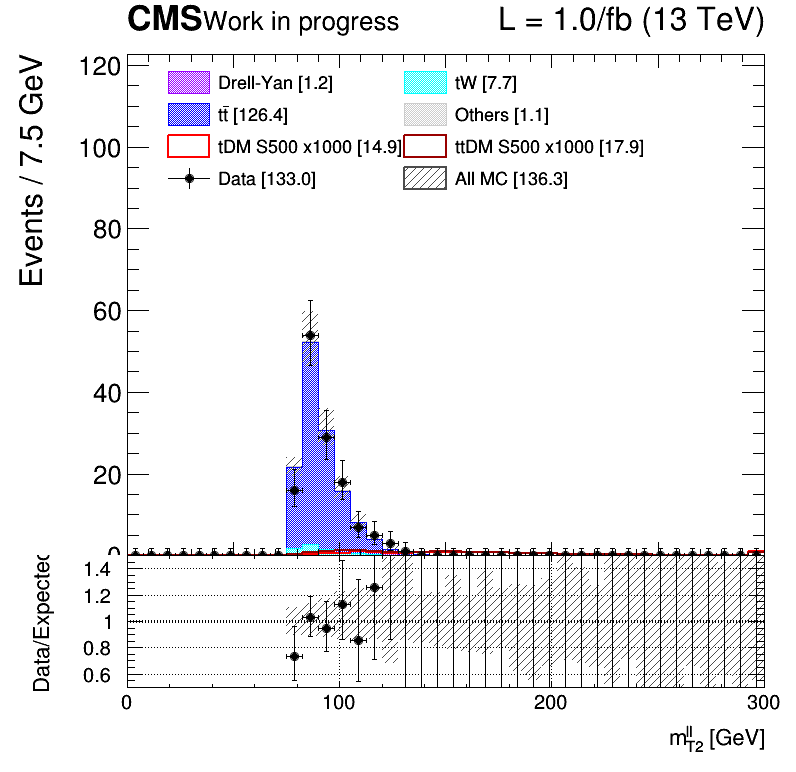 CMS Work in progress L = 1.0/fb (13 TeV)
Events / 7.5 GeV
120
100
80
60
40
20
0
Drell-Yan [1.2]
tW [7.7]
tt̄ [126.4]
Others [1.1]
tDM S500 x1000 [14.9]
ttDM S500 x1000 [17.9]
Data [133.0]
All MC [136.3]
Data/Expected
1.4
1.2
1
0.8
0.6
0 100 200 300
m^ll_T2 [GeV]